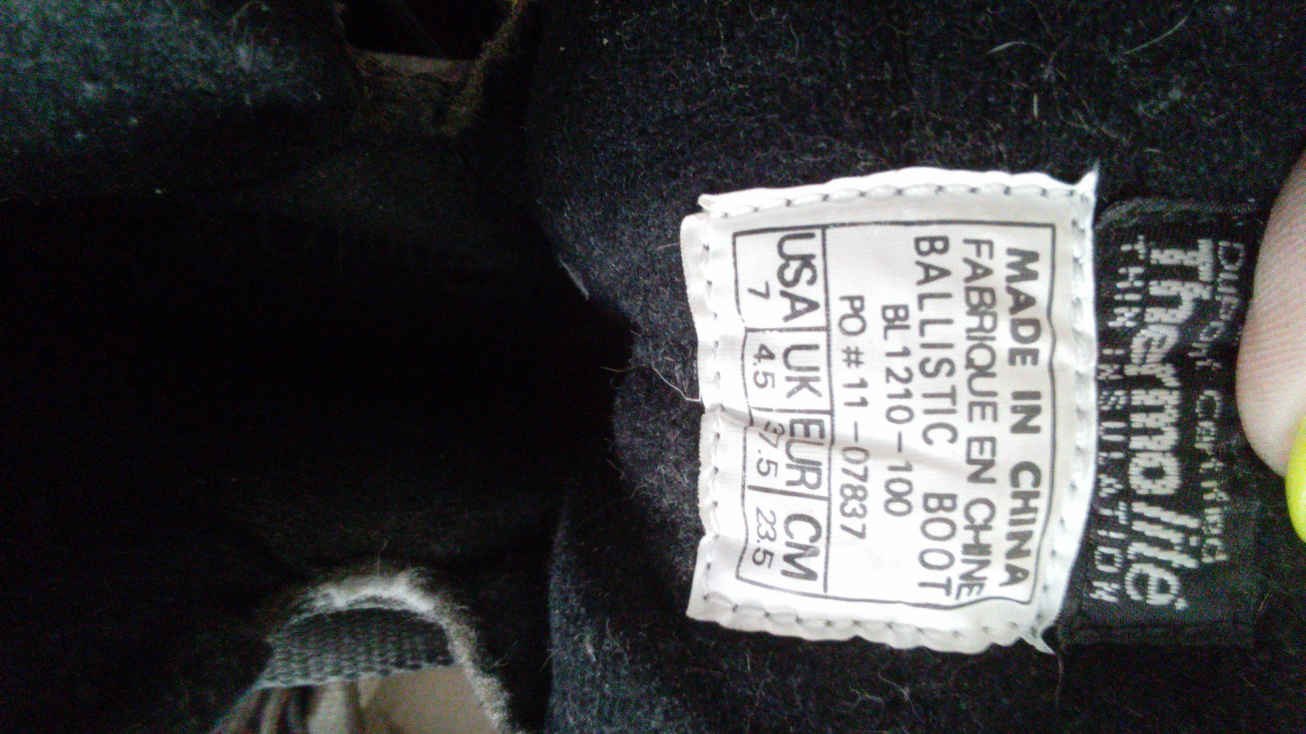 DuPont CERTIFIED
Thermolite
THIN INSULATION
MADE IN CHINA
FABRIQUE EN CHINE
BALLISTIC BOOT
BL1210-100
PO # 11-07837
USA UK EUR CM
7 4.5 37.5 23.5